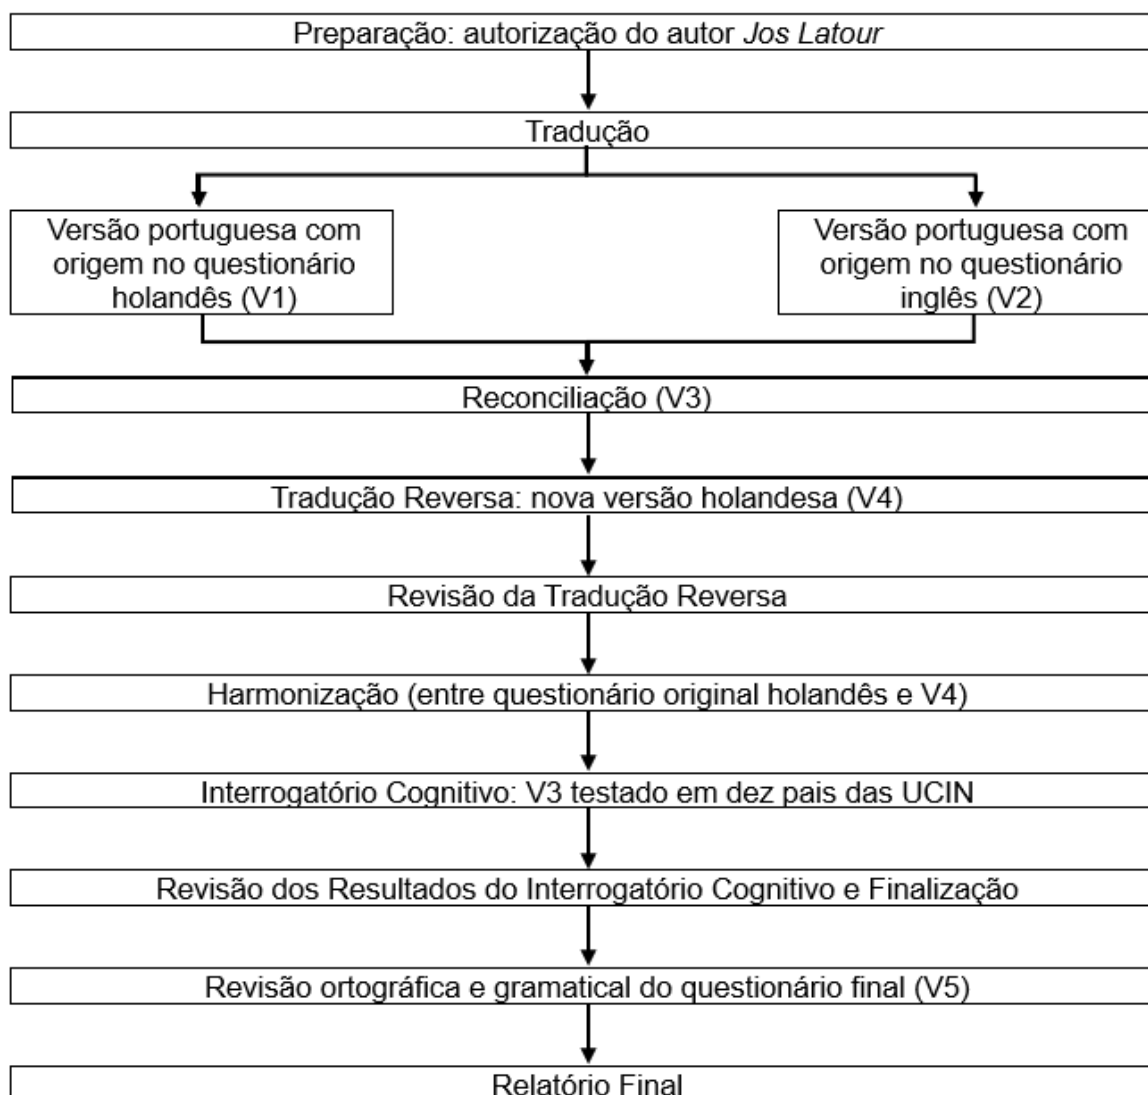 Preparação: autorização do autor Jos Latour
Tradução
Versão portuguesa com
origem no questionário
holandês (V1)
Versão portuguesa com
origem no questionário
inglês (V2)
Reconciliação (V3)
Tradução Reversa: nova versão holandesa (V4)
Revisão da Tradução Reversa
Harmonização (entre questionário original holandês e V4)
Interrogatório Cognitivo: V3 testado em dez pais das UCIN
Revisão dos Resultados do Interrogatório Cognitivo e Finalização
Revisão ortográfica e gramatical do questionário final (V5)
Relatório Final